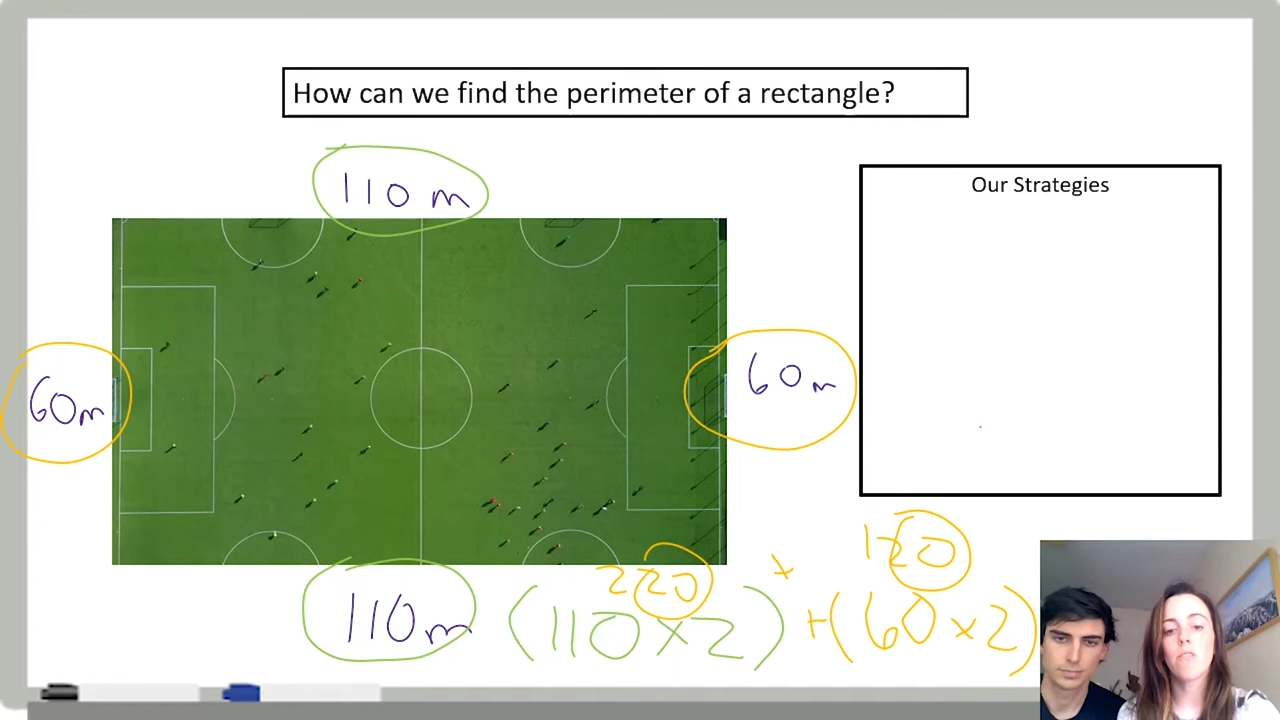 How can we find the perimeter of a rectangle?
110 m
Our Strategies
60m
60m
220 + 120
110m (110 x 2) + (60 x 2)